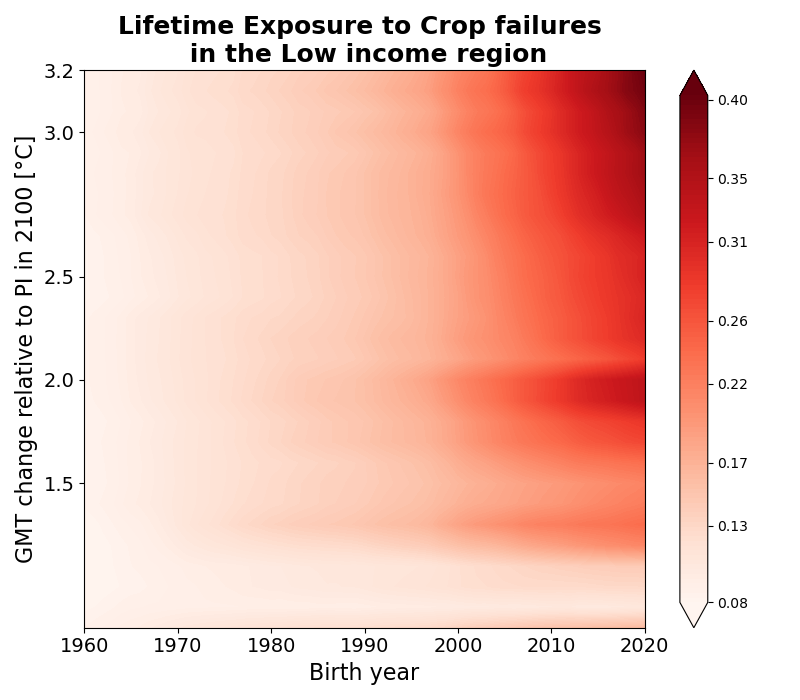 Lifetime Exposure to Crop failures
in the Low income region
GMT change relative to PI in 2100 [°C]
3.2
3.0
2.5
2.0
1.5
1960 1970 1980 1990 2000 2010 2020
Birth year
0.40
0.35
0.31
0.26
0.22
0.17
0.13
0.08